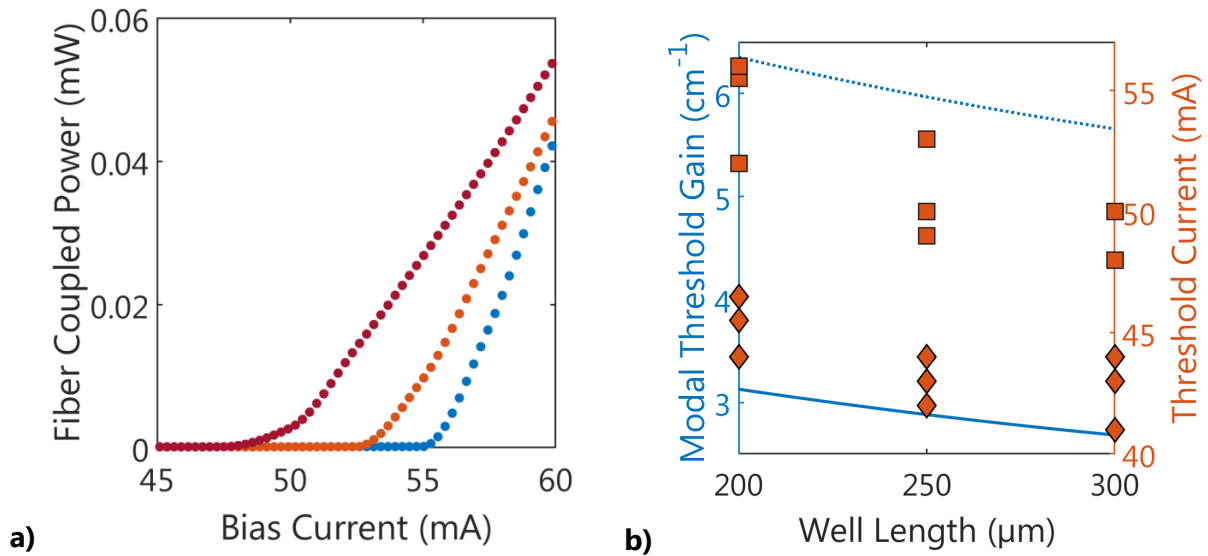 0.06
0.04
0.02
0
45
50
55
60
Fiber Coupled Power (mW)
Bias Current (mA)
a)
6
5
4
3
Modal Threshold Gain (cm⁻¹)
55
50
45
40
Threshold Current (mA)
200
250
300
Well Length (μm)
b)